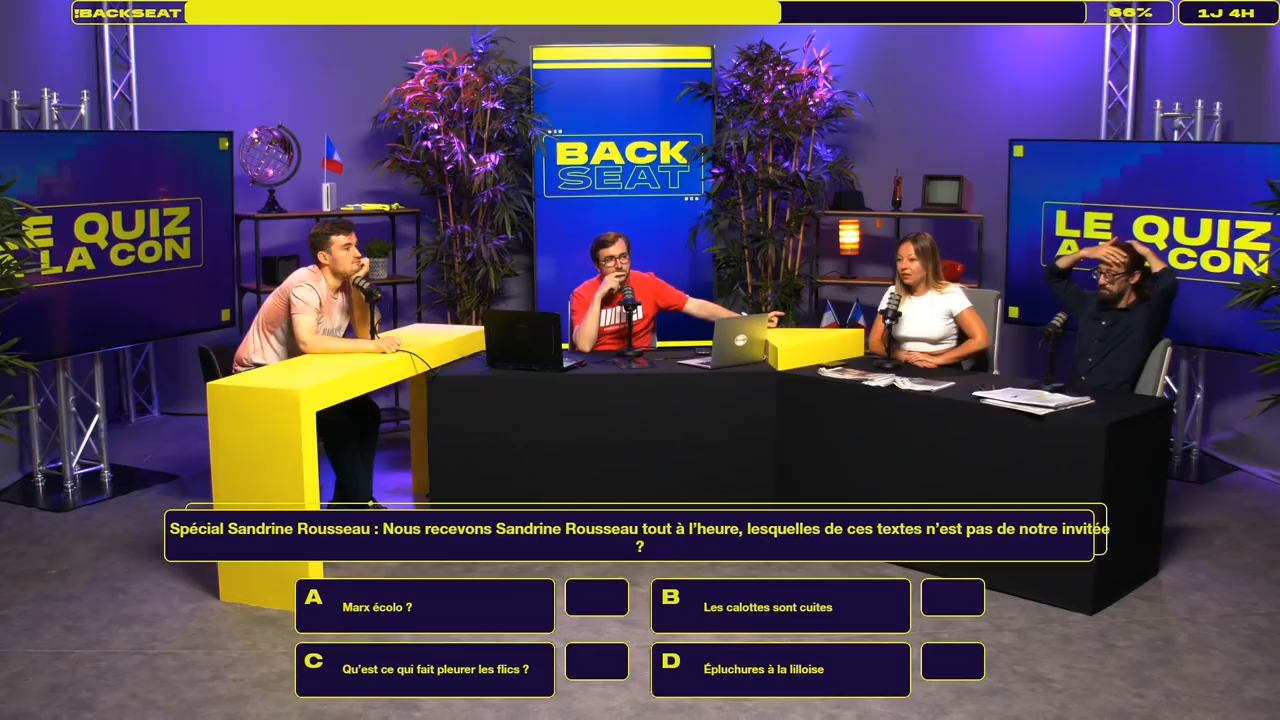 !BACKSEAT
66%
1J 4H
BACK
SEAT
LE QUIZ
A LA CON
LE QUIZ
A LA CON
Spécial Sandrine Rousseau : Nous recevons Sandrine Rousseau tout à l'heure, lesquelles de ces textes n'est pas de notre invitée
?
A Marx écolo ?
B Les calottes sont cuites
C Qu'est ce qui fait pleurer les flics ?
D Épluchures à la lilloise